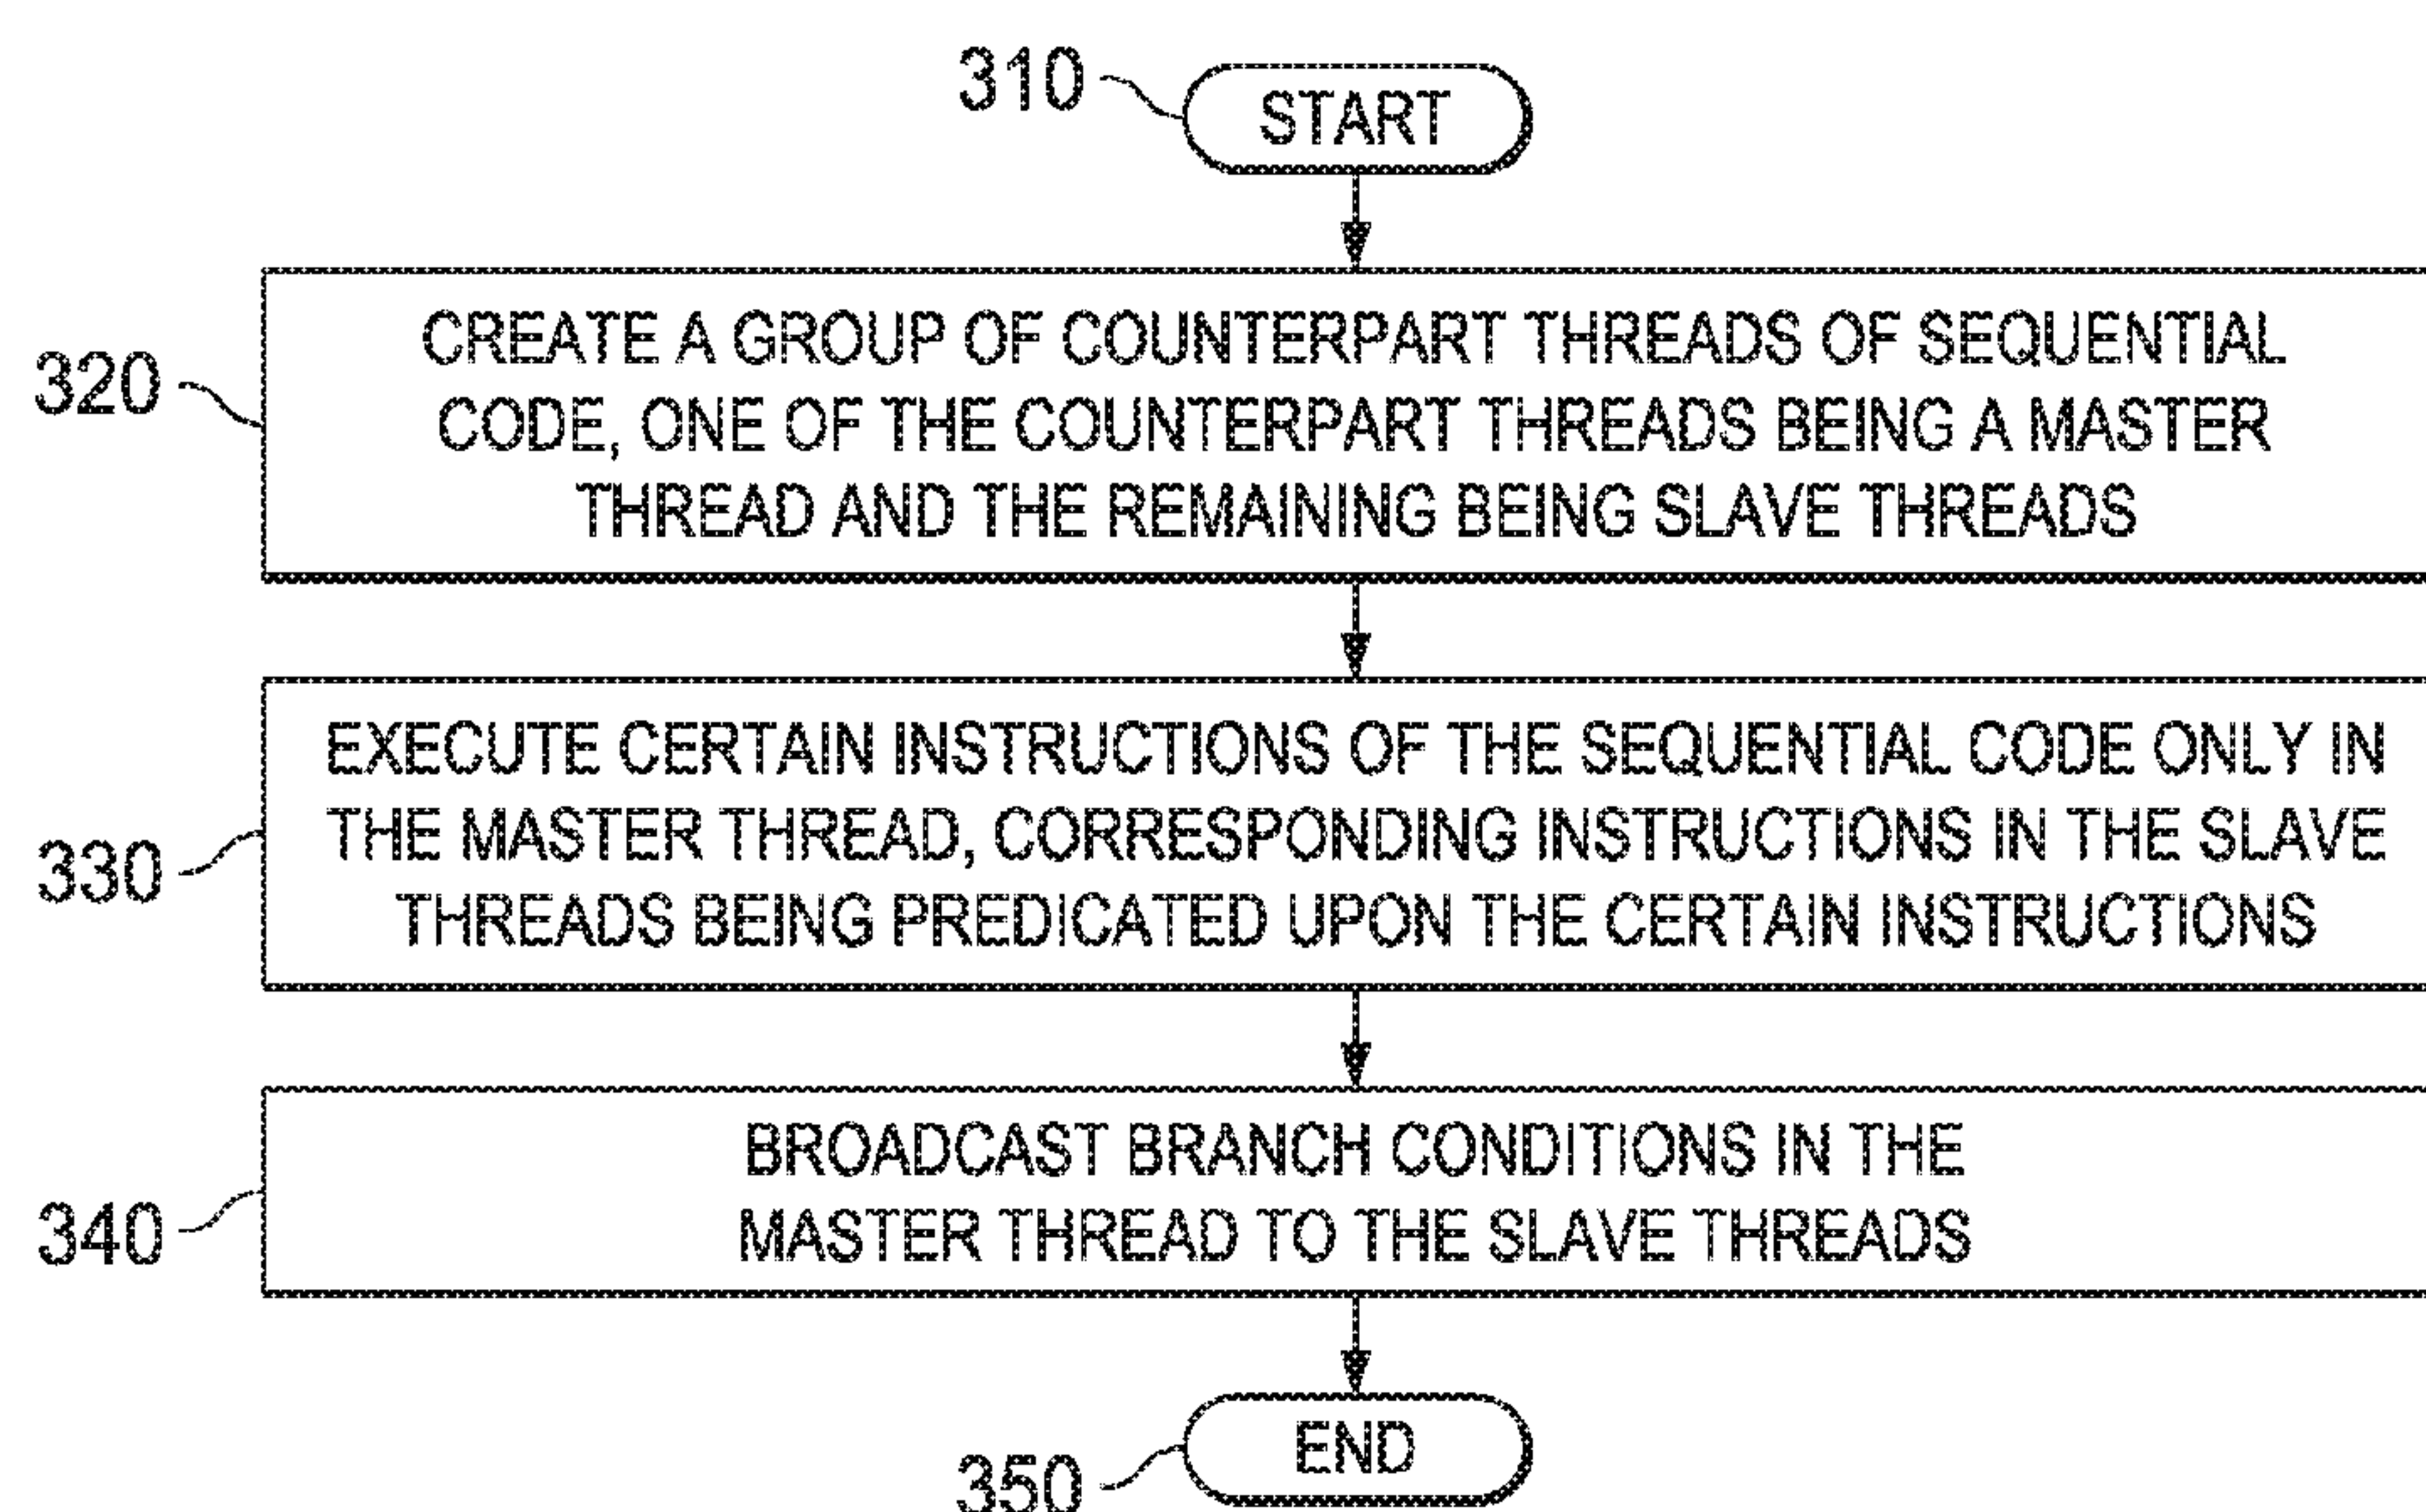 310
START
320
CREATE A GROUP OF COUNTERPART THREADS OF SEQUENTIAL
CODE, ONE OF THE COUNTERPART THREADS BEING A MASTER
THREAD AND THE REMAINING BEING SLAVE THREADS
330
EXECUTE CERTAIN INSTRUCTIONS OF THE SEQUENTIAL CODE ONLY IN
THE MASTER THREAD, CORRESPONDING INSTRUCTIONS IN THE SLAVE
THREADS BEING PREDICATED UPON THE CERTAIN INSTRUCTIONS
340
BROADCAST BRANCH CONDITIONS IN THE
MASTER THREAD TO THE SLAVE THREADS
350
END